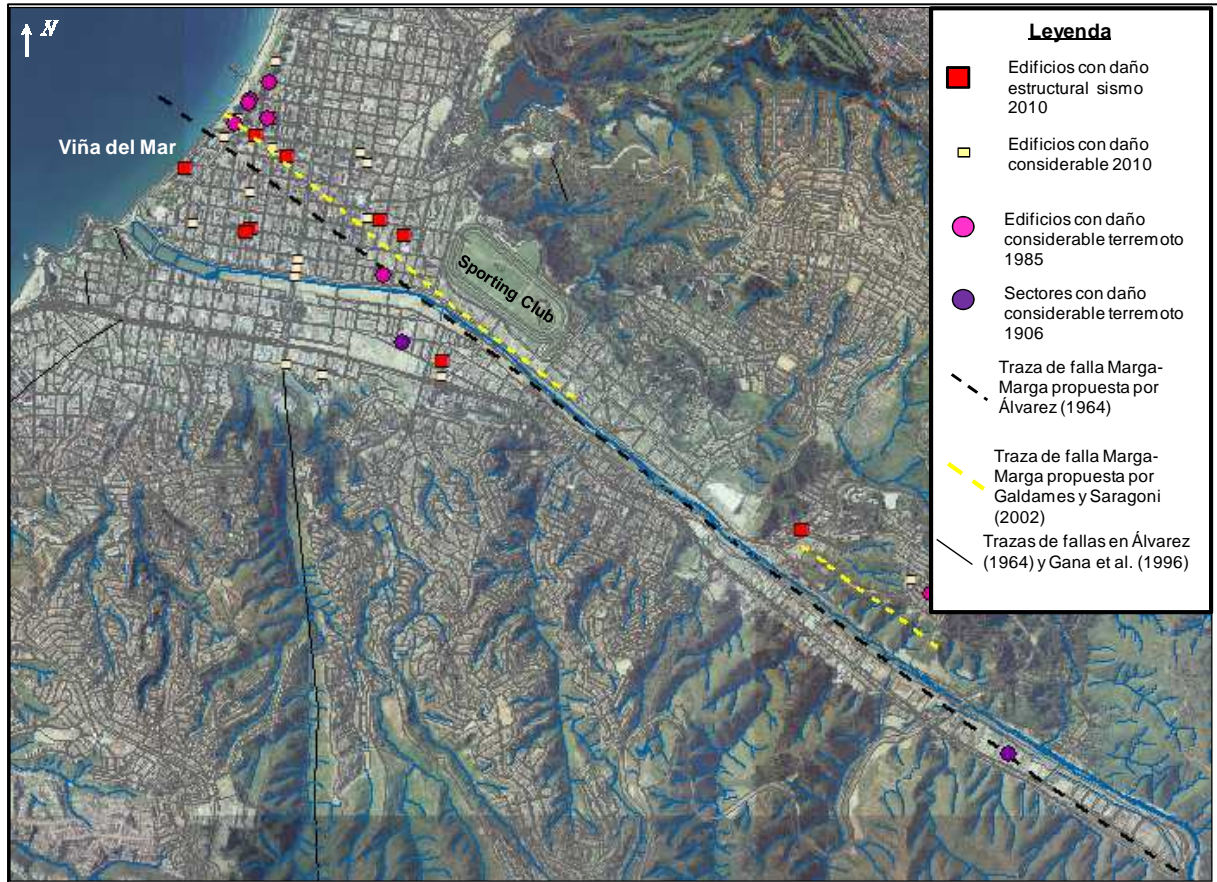 N
Viña del Mar
Sporting Club
Leyenda
Edificios con daño
estructural sismo
2010
Edificios con daño
considerable 2010
Edificios con daño
considerable terremoto
1985
Sectores con daño
considerable terremoto
1906
Traza de falla Marga-
Marga propuesta por
Álvarez (1964)
Traza de falla Marga-
Marga propuesta por
Galdames y Saragoni
(2002)
Trazas de fallas en Álvarez
(1964) y Gana et al. (1996)